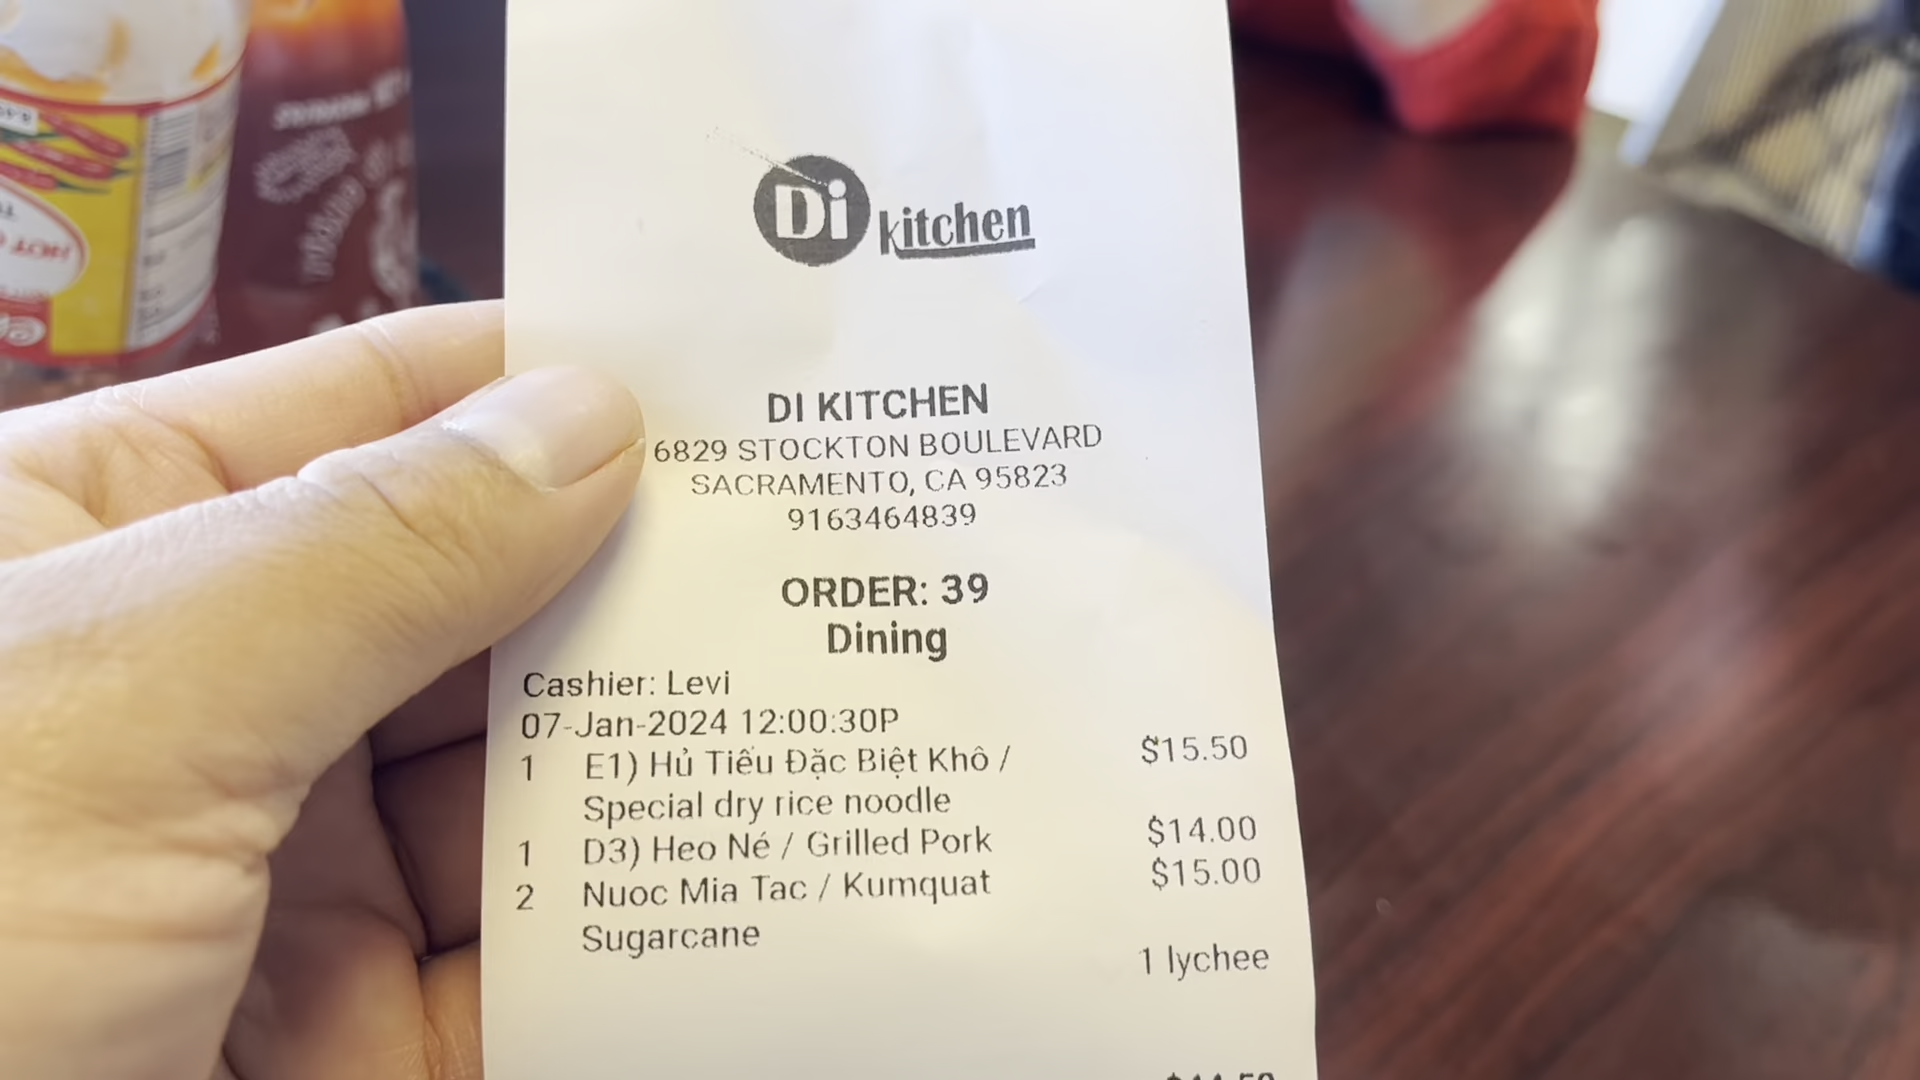 Di kitchen
DI KITCHEN
6829 STOCKTON BOULEVARD
SACRAMENTO, CA 95823
9163464839
ORDER: 39
Dining
Cashier: Levi
07-Jan-2024 12:00:30P
1 E1) Hủ Tiếu Đặc Biệt Khô / $15.50
Special dry rice noodle
1 D3) Heo Né / Grilled Pork $14.00
2 Nuoc Mia Tac / Kumquat $15.00
Sugarcane
1 lychee
HOT